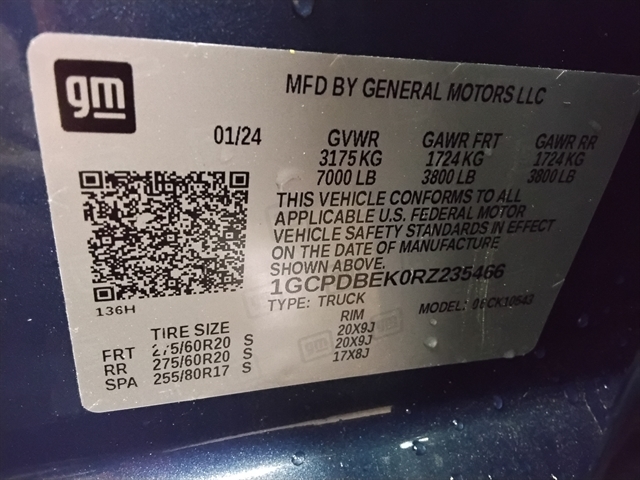 gm
MFD BY GENERAL MOTORS LLC
01/24 GVWR GAWR FRT GAWR RR
3175 KG 1724 KG 1724 KG
7000 LB 3800 LB 3800 LB
THIS VEHICLE CONFORMS TO ALL
APPLICABLE U.S. FEDERAL MOTOR
VEHICLE SAFETY STANDARDS IN EFFECT
ON THE DATE OF MANUFACTURE
SHOWN ABOVE.
1GCPDBEK0RZ235466
136H
TYPE: TRUCK MODEL:
TIRE SIZE RIM
FRT 275/60R20 S 20X9J
RR 275/60R20 S 20X9J
SPA 255/80R17 S 17X8J